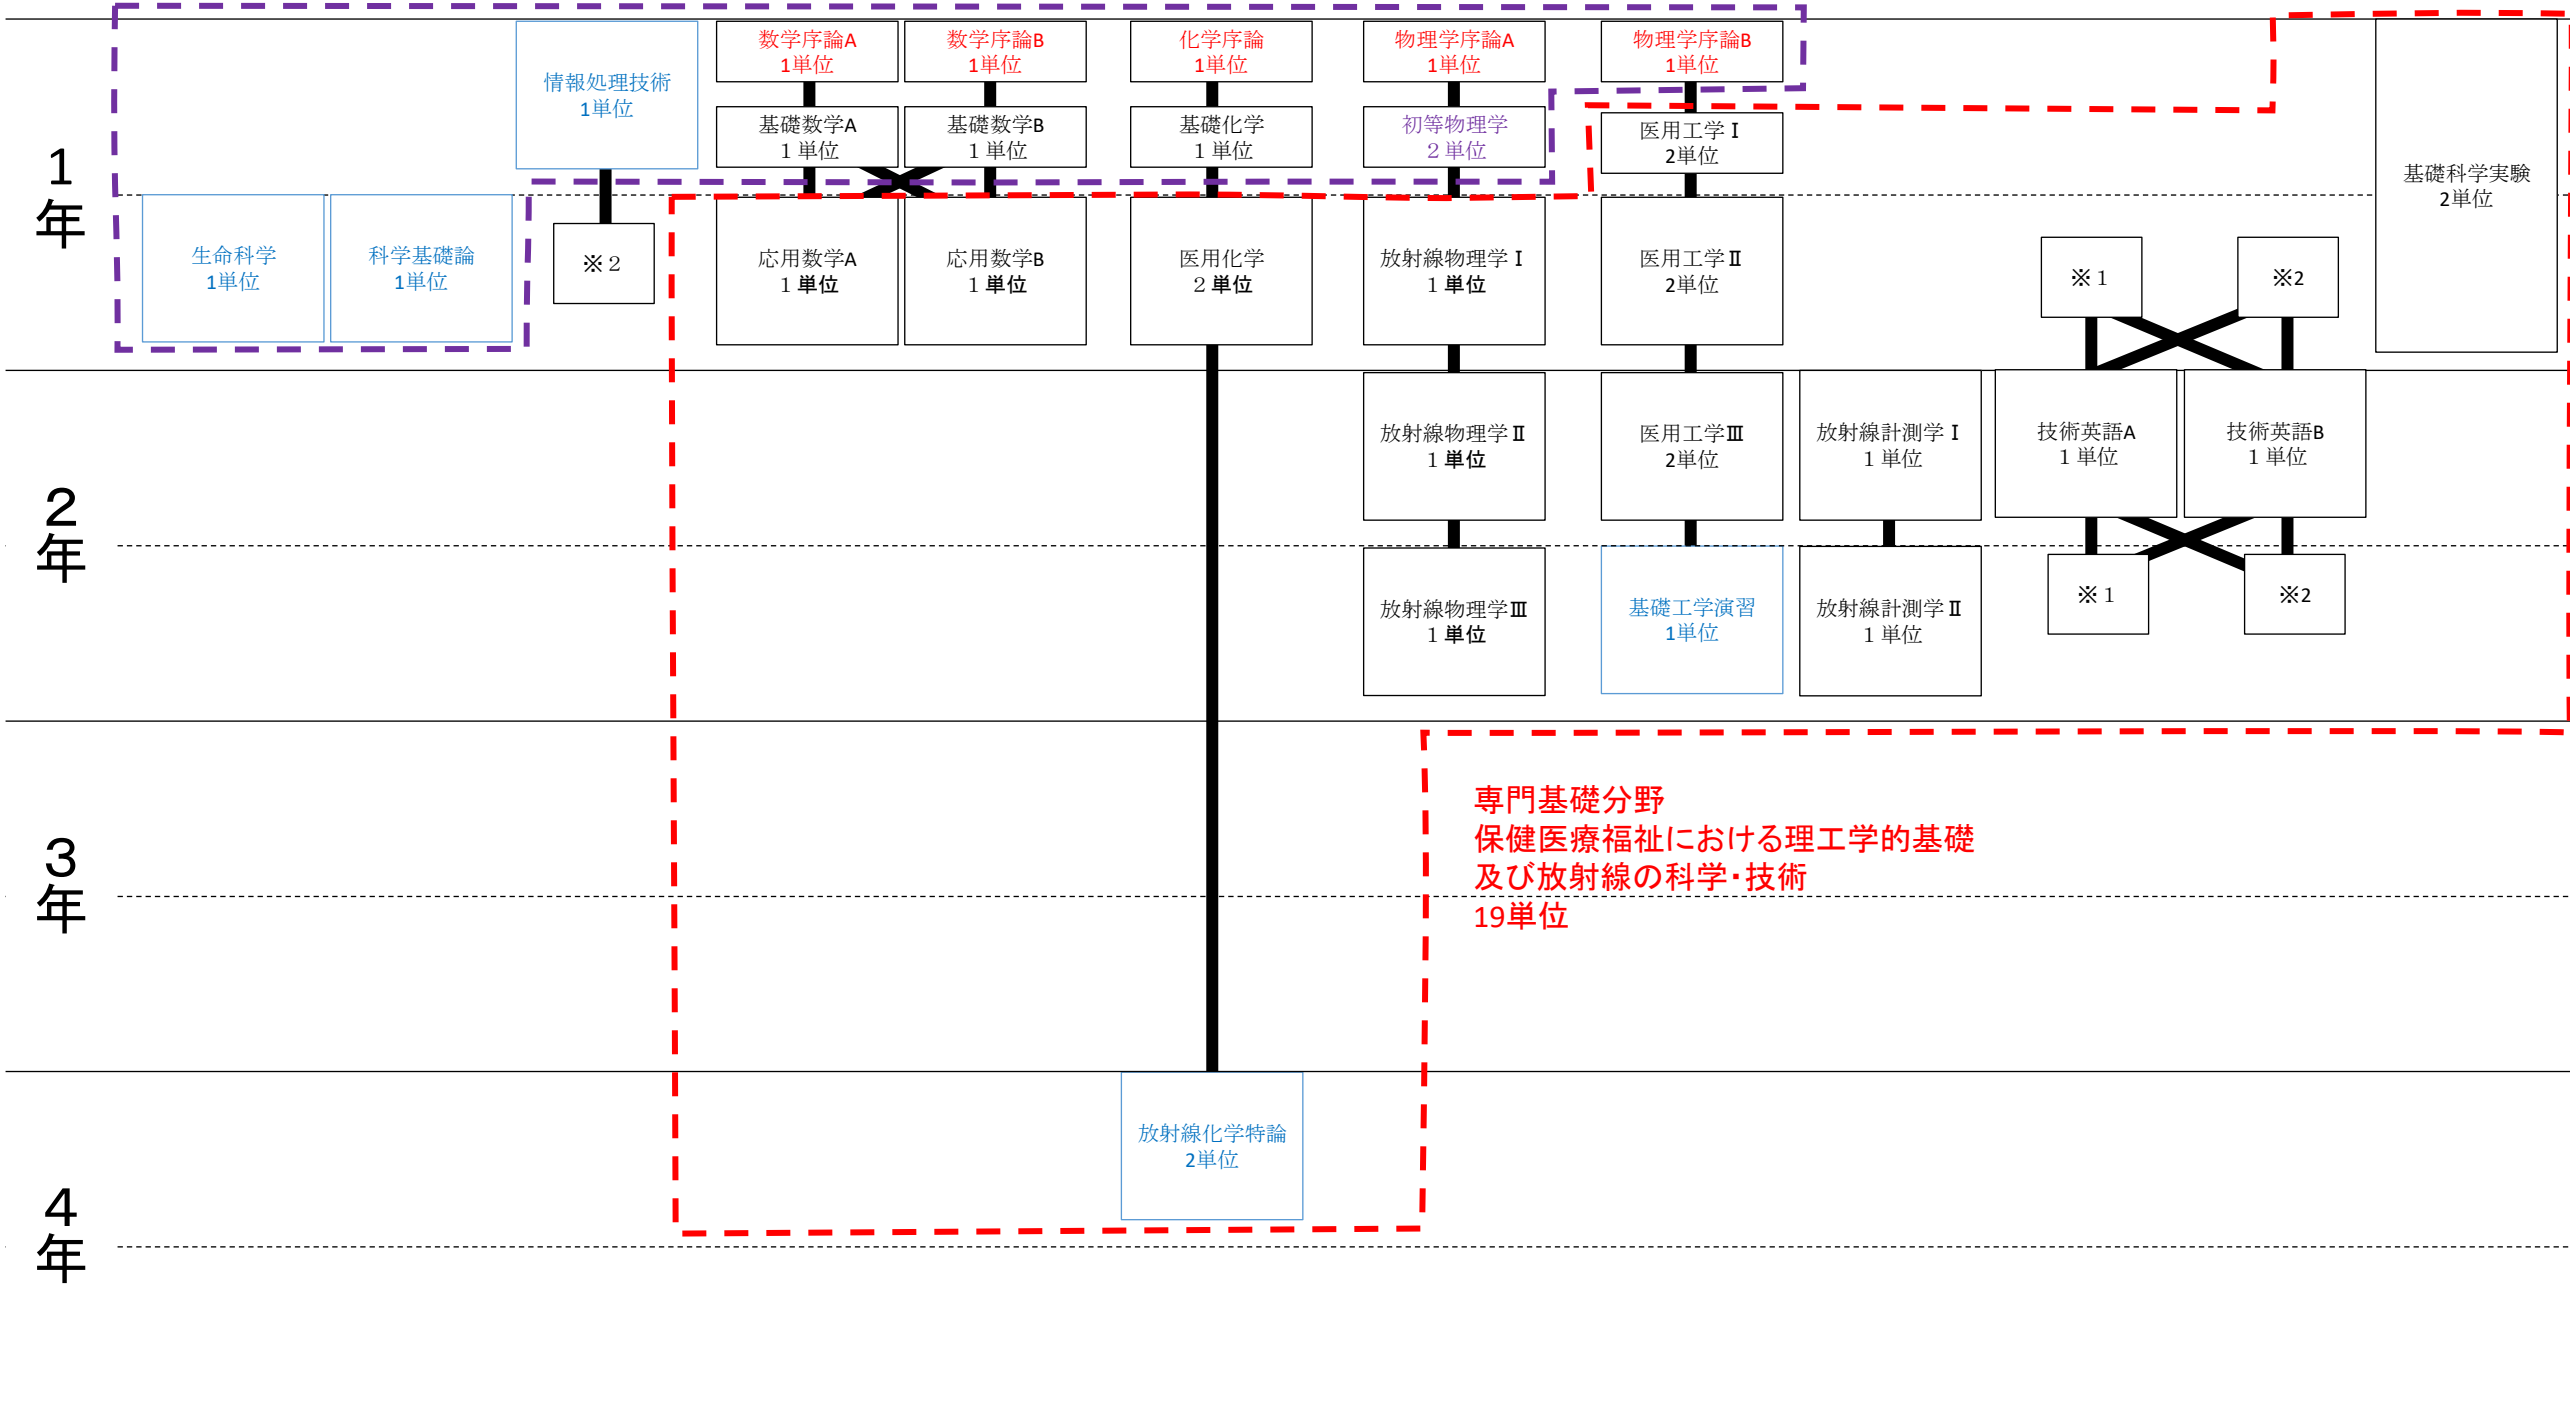 数学序論A
1単位
数学序論B
1単位
化学序論
1単位
物理学序論A
1単位
物理学序論B
1単位
情報処理技術
1単位
基礎数学A
１単位
基礎数学B
１単位
基礎化学
１単位
初等物理学
２単位
医用工学Ⅰ
2単位
基礎科学実験
2単位
1
年
生命科学
1単位
科学基礎論
1単位
※２
応用数学A
１単位
応用数学B
１単位
医用化学
２単位
放射線物理学Ⅰ
１単位
医用工学Ⅱ
2単位
※１
※2
2
年
放射線物理学Ⅱ
１単位
医用工学Ⅲ
2単位
放射線計測学Ⅰ
１単位
技術英語A
１単位
技術英語B
１単位
放射線物理学Ⅲ
１単位
基礎工学演習
1単位
放射線計測学Ⅱ
１単位
※１
※2
3
年
専門基礎分野
保健医療福祉における理工学的基礎
及び放射線の科学・技術
19単位
4
年
放射線化学特論
2単位